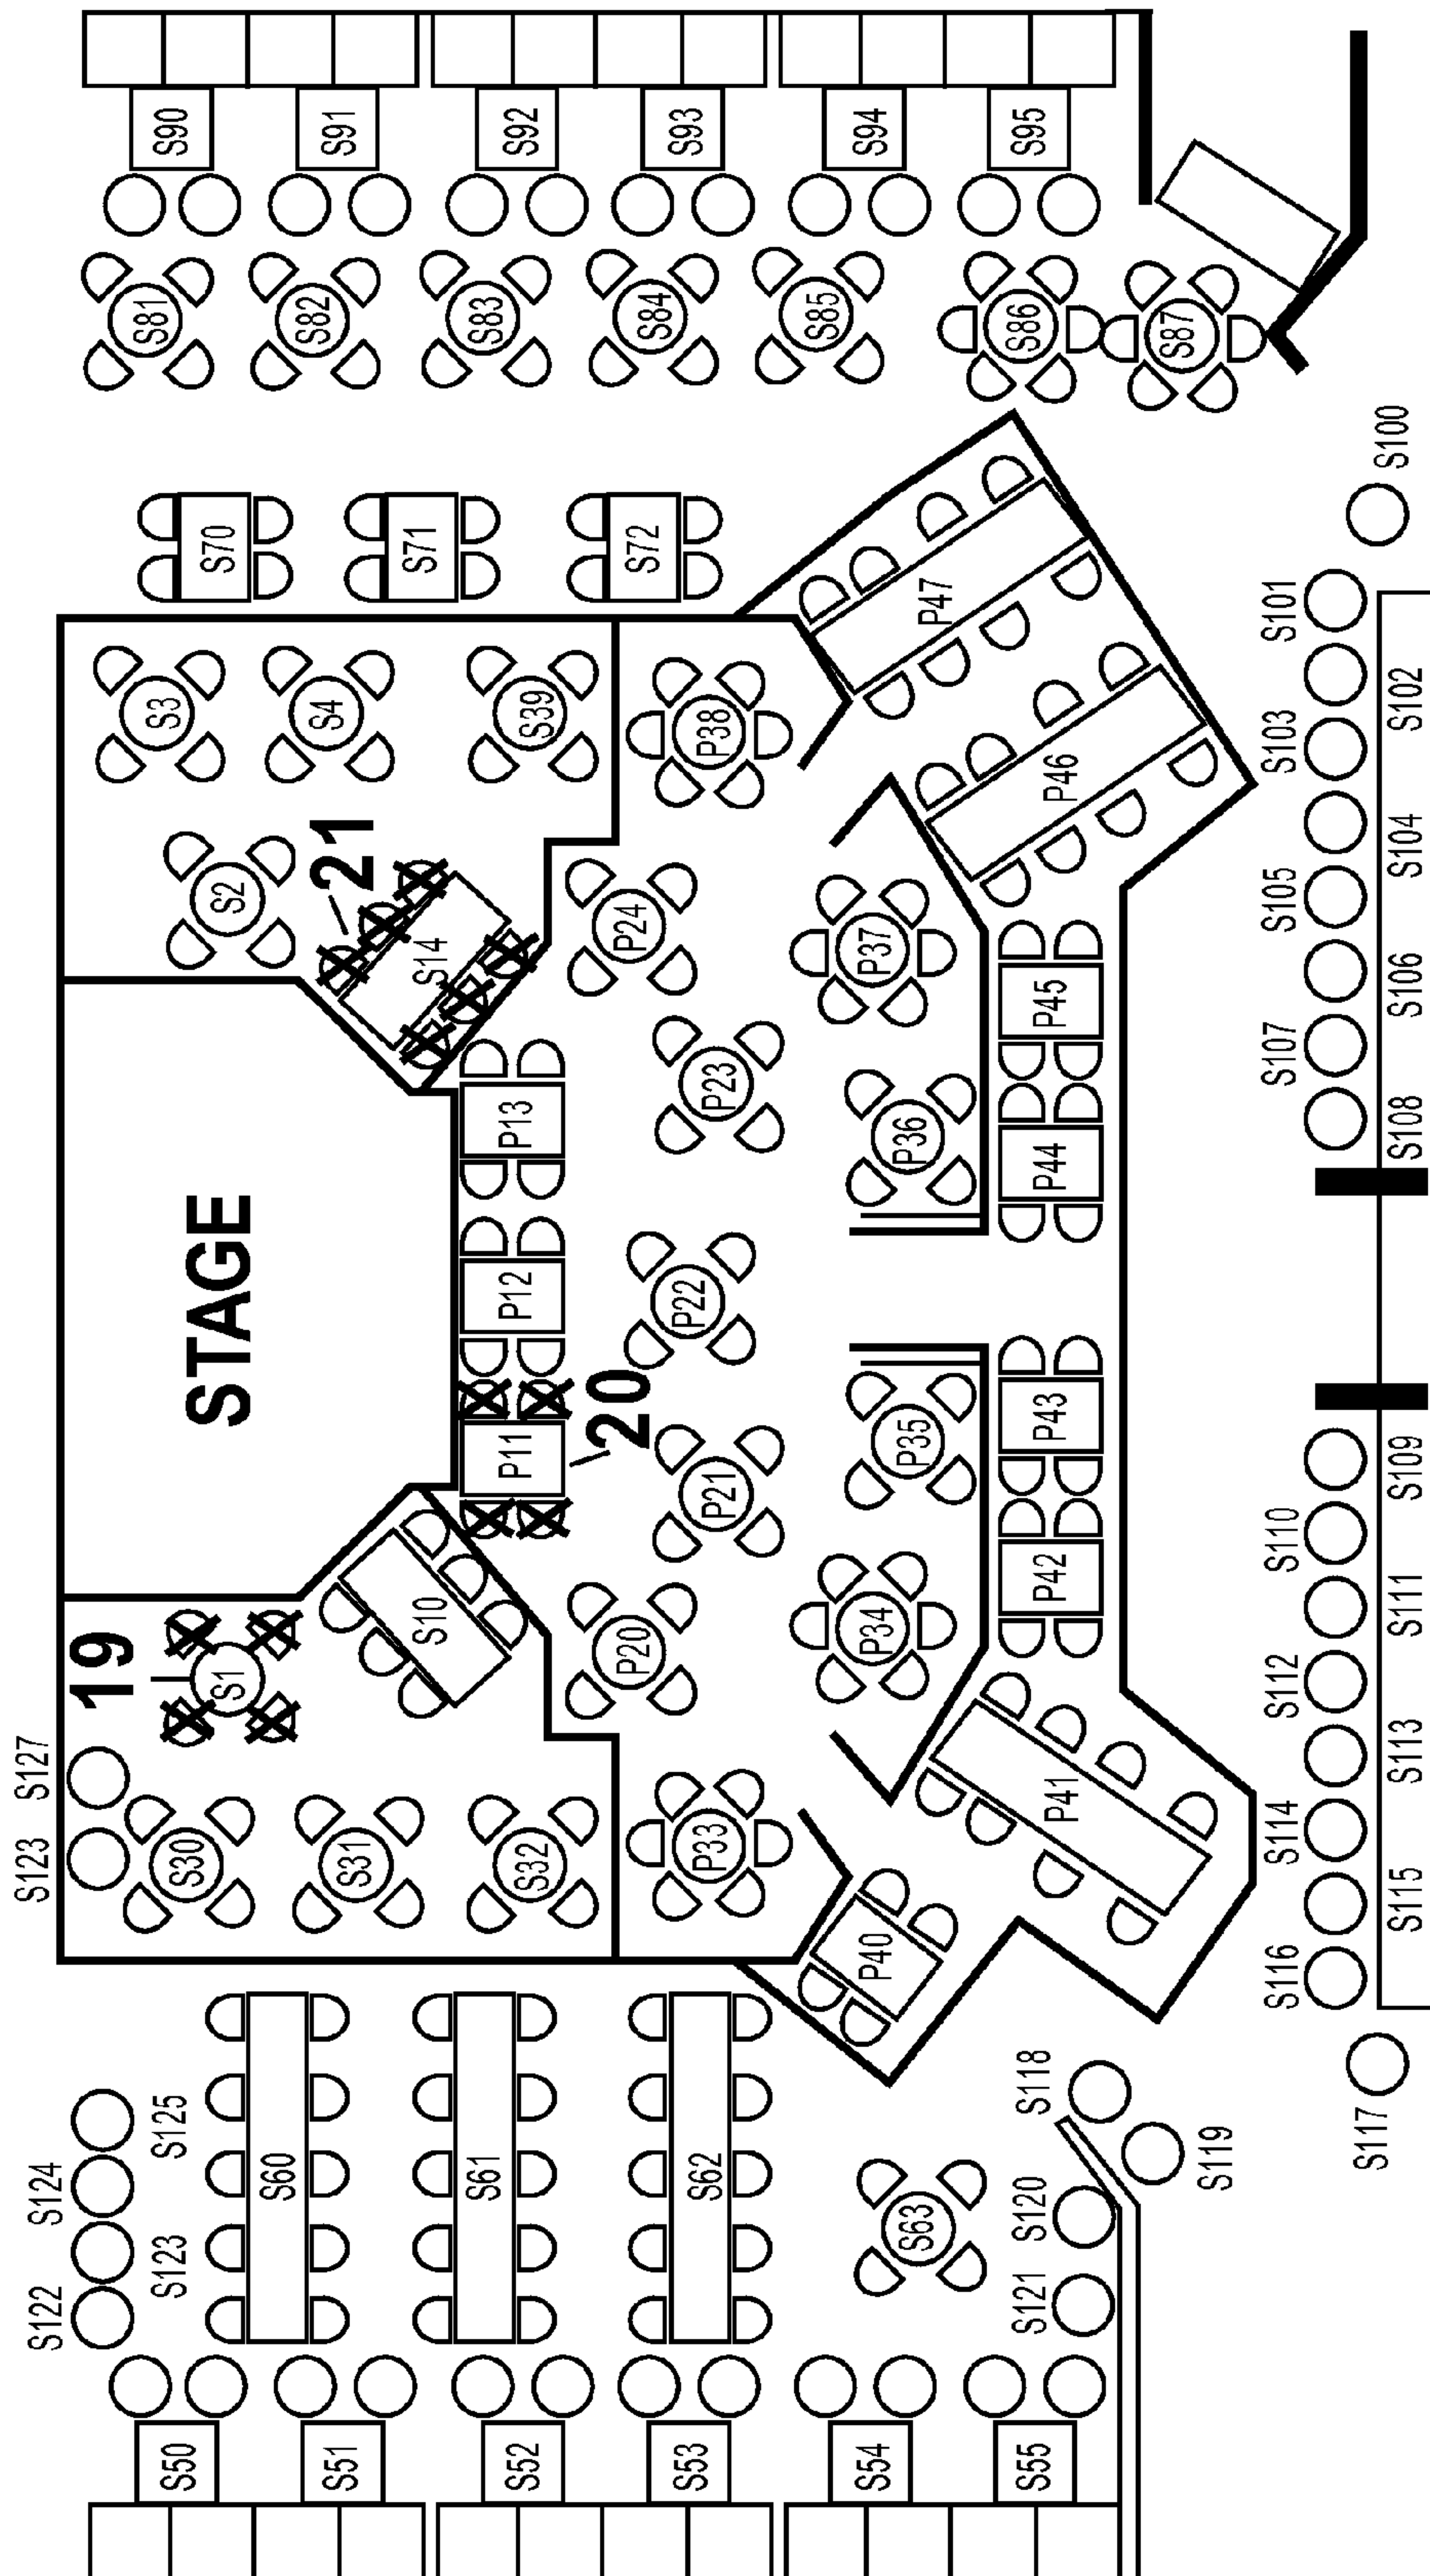 S122
S124
S123
S127
S123
S125
19
S50
S60
S30
S1
STAGE
S2
S3
S70
S81
S90
S51
S31
21
S4
S82
S91
S61
S10
S14
S71
S83
S92
S52
S32
P11
P12
P13
S39
20
S53
S62
P33
P20
P21
P22
P23
P24
P38
S72
S84
S93
S54
S63
P40
P34
P35
P36
P37
P47
S85
S94
S55
S121
S120
S118
P41
P42
P43
P44
P45
P46
S86
S95
S87
S119
S116
S114
S112
S110
S107
S105
S103
S101
S117
S115
S113
S111
S109
S108
S106
S104
S102
S100